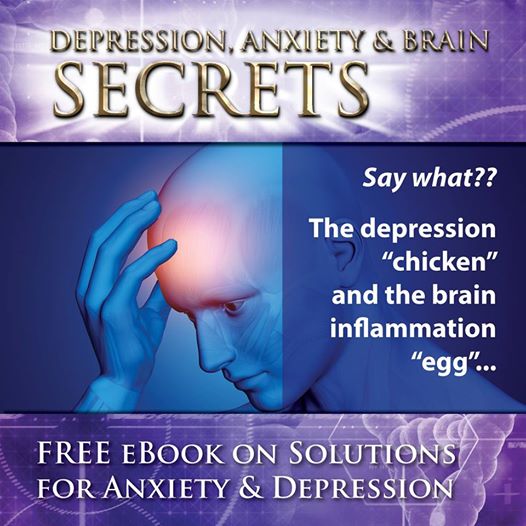 DEPRESSION, ANXIETY & BRAIN
SECRETS
Say what??
The depression
“chicken”
and the brain
inflammation
“egg”...
FREE EBOOK ON SOLUTIONS
FOR ANXIETY & DEPRESSION